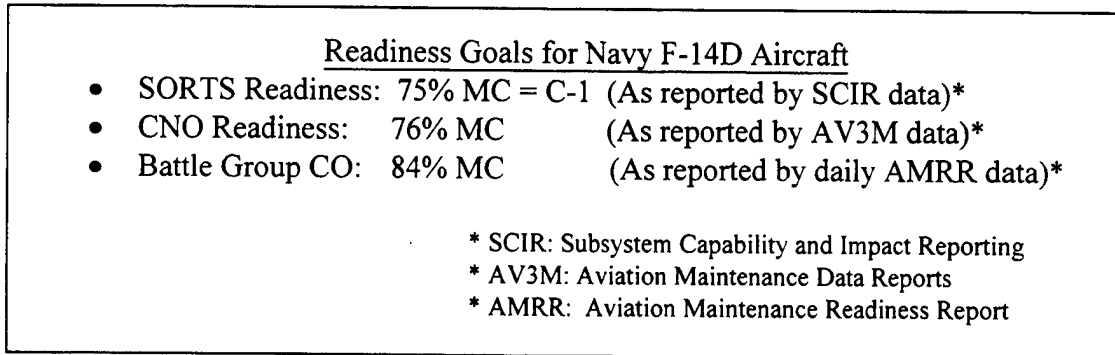 Readiness Goals for Navy F-14D Aircraft
• SORTS Readiness: 75% MC = C-1 (As reported by SCIR data)*
• CNO Readiness: 76% MC (As reported by AV3M data)*
• Battle Group CO: 84% MC (As reported by daily AMRR data)*
* SCIR: Subsystem Capability and Impact Reporting
* AV3M: Aviation Maintenance Data Reports
* AMRR: Aviation Maintenance Readiness Report